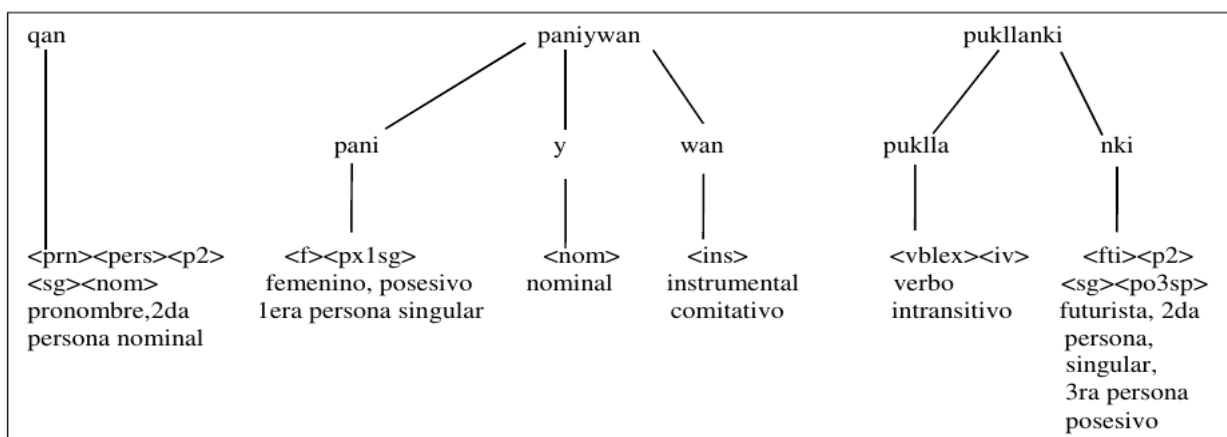 qan paniywan pukllanki
pani y wan puklla nki
<prn><pers><p2> <f><px1sg> <nom> <ins> <vblex><iv> <fti><p2>
<sg><nom> femenino, posesivo nominal instrumental verbo <sg><po3sp>
pronombre,2da 1era persona singular comitativo intransitivo futurista, 2da
persona nominal persona,
singular,
3ra persona
posesivo